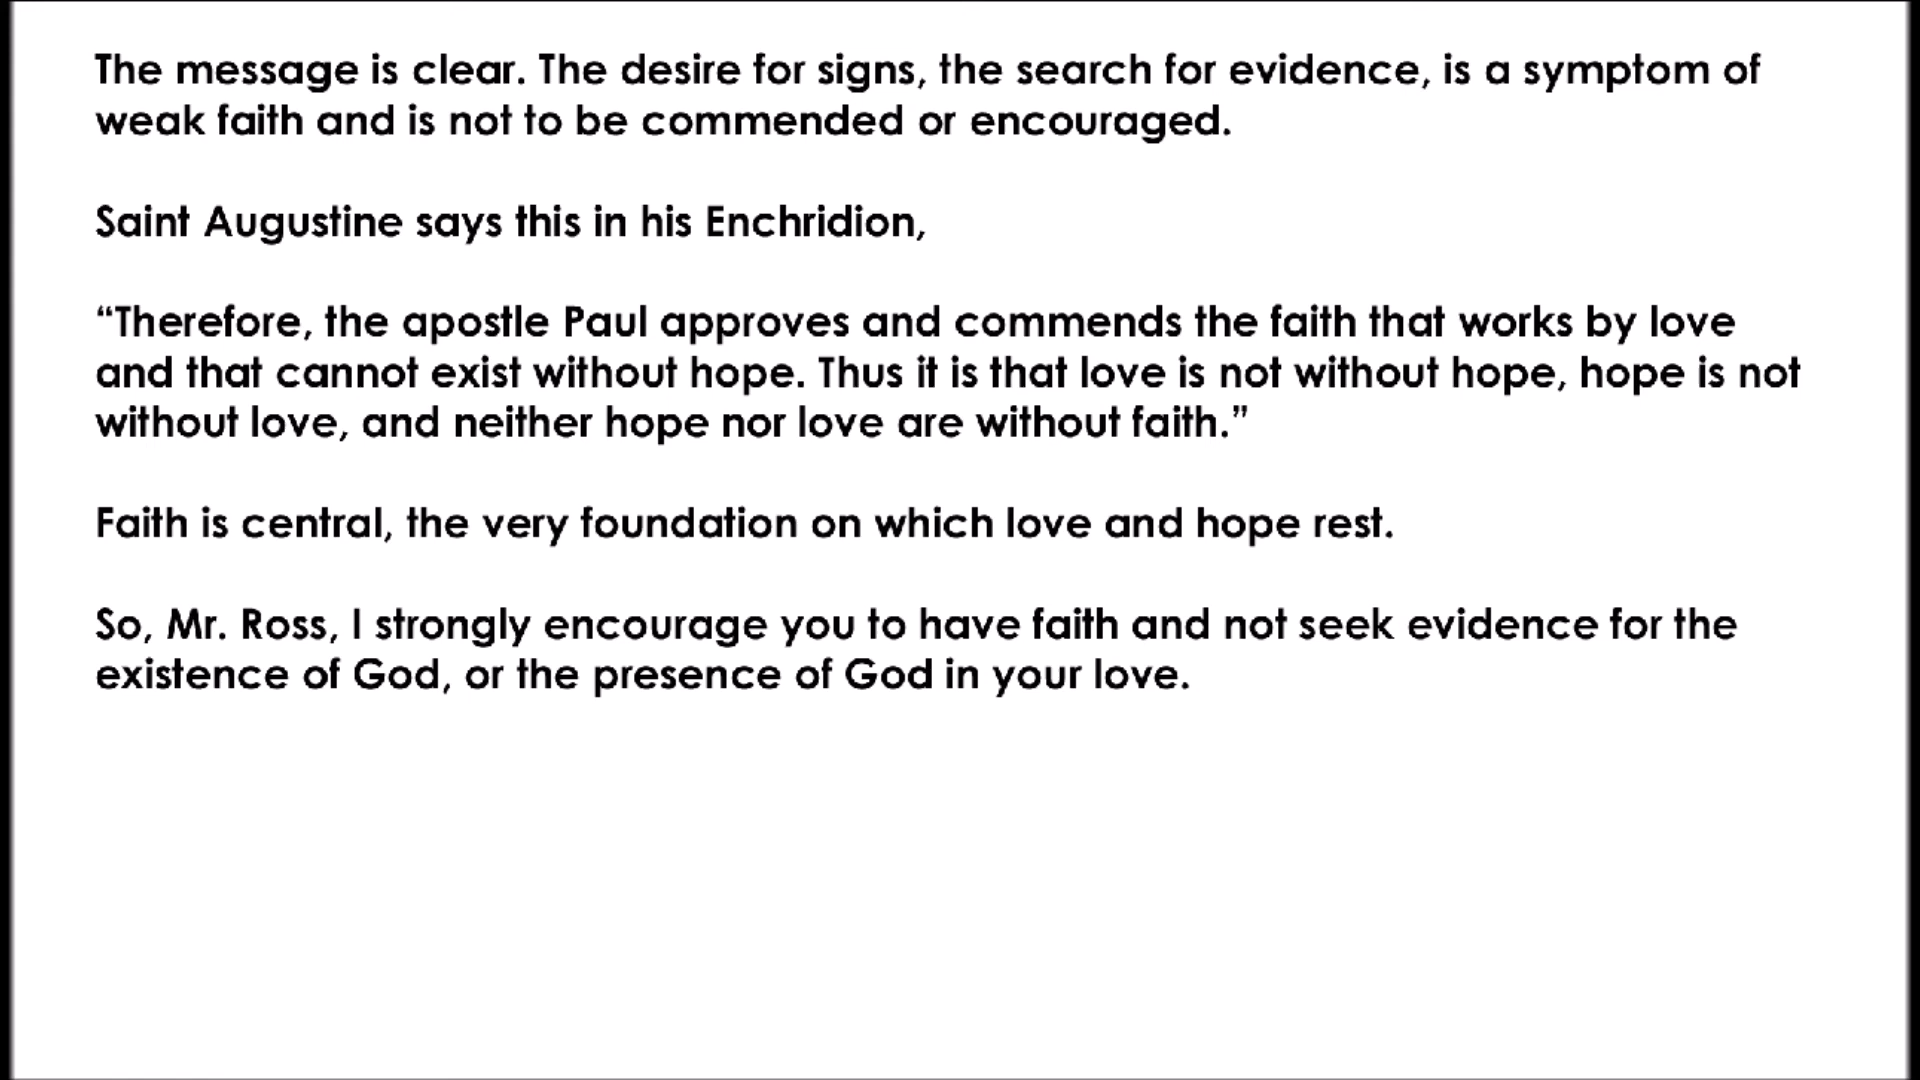 The message is clear. The desire for signs, the search for evidence, is a symptom of
weak faith and is not to be commended or encouraged.
Saint Augustine says this in his Enchridion,
“Therefore, the apostle Paul approves and commends the faith that works by love
and that cannot exist without hope. Thus it is that love is not without hope, hope is not
without love, and neither hope nor love are without faith.”
Faith is central, the very foundation on which love and hope rest.
So, Mr. Ross, I strongly encourage you to have faith and not seek evidence for the
existence of God, or the presence of God in your love.